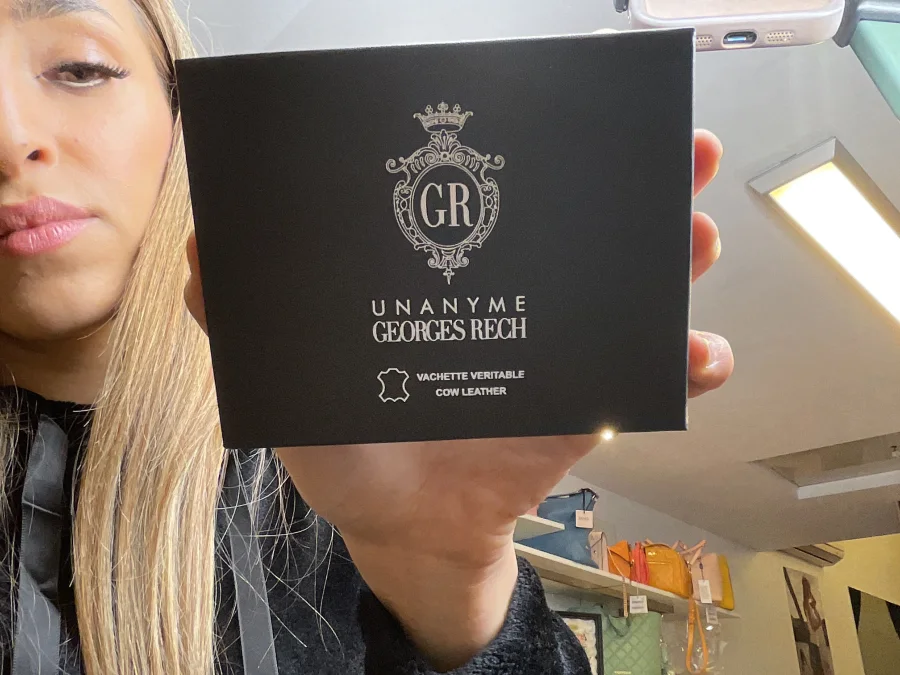 GR
UNANYME
GEORGES RECH
VACHETTE VERITABLE
COW LEATHER